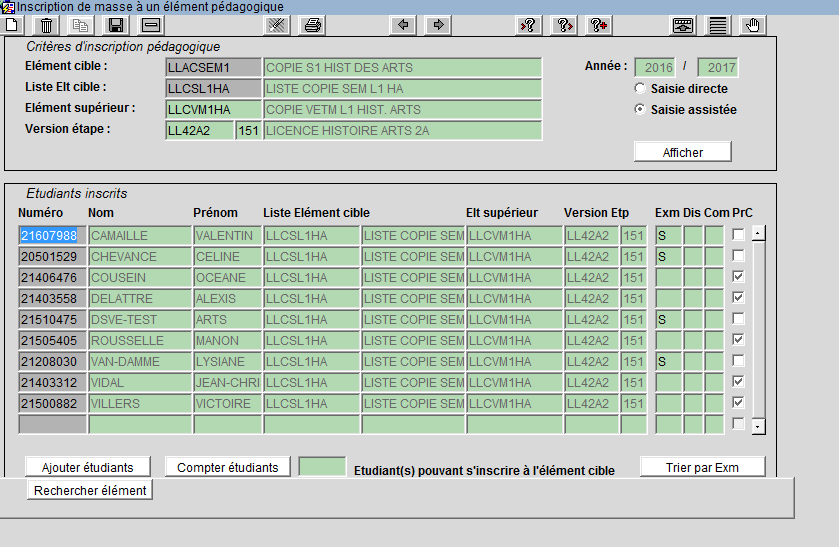 Inscription de masse à un élément pédagogique
Critères d'inscription pédagogique
Elément cible : LLACSEM1 COPIE S1 HIST DES ARTS Année : 2016 / 2017
Liste Elt cible : LLCSL1HA LISTE COPIE SEM L1 HA Saisie directe
Elément supérieur : LLCVM1HA COPIE VETM L1 HIST. ARTS Saisie assistée
Version étape : LL42A2 151 LICENCE HISTOIRE ARTS 2A
Afficher
Etudiants inscrits
Numéro Nom Prénom Liste Elément cible Elt supérieur Version Etp Exm Dis Com PrC
21607988 CAMAILLE VALENTIN LLCSL1HA LISTE COPIE SEM LLCVM1HA LL42A2 151 S
20501529 CHEVANCE CELINE LLCSL1HA LISTE COPIE SEM LLCVM1HA LL42A2 151 S
21406476 COUSEIN OCEANE LLCSL1HA LISTE COPIE SEM LLCVM1HA LL42A2 151
21403558 DELATTRE ALEXIS LLCSL1HA LISTE COPIE SEM LLCVM1HA LL42A2 151
21510475 DSVE-TEST ARTS LLCSL1HA LISTE COPIE SEM LLCVM1HA LL42A2 151 S
21505405 ROUSSELLE MANON LLCSL1HA LISTE COPIE SEM LLCVM1HA LL42A2 151
21208030 VAN-DAMME LYSIANE LLCSL1HA LISTE COPIE SEM LLCVM1HA LL42A2 151 S
21403312 VIDAL JEAN-CHRI LLCSL1HA LISTE COPIE SEM LLCVM1HA LL42A2 151
21500882 VILLERS VICTOIRE LLCSL1HA LISTE COPIE SEM LLCVM1HA LL42A2 151
Ajouter étudiants Compter étudiants Etudiant(s) pouvant s'inscrire à l'élément cible Trier par Exm
Rechercher élément